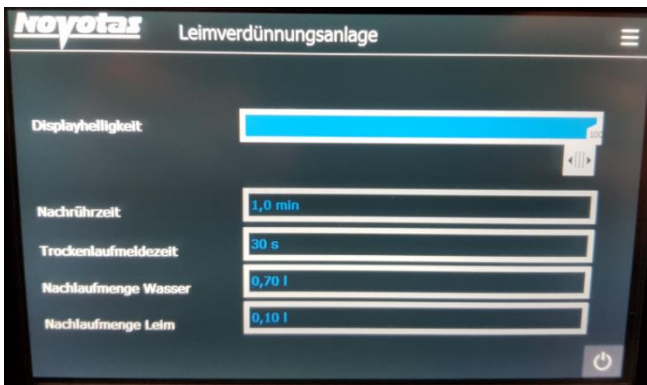 Novotas
Leimverdünnungsanlage
Displayhelligkeit
100
Nachrührzeit 1,0 min
Trockenlaufmeldezeit 30 s
Nachlaufmenge Wasser 0,70 l
Nachlaufmenge Leim 0,10 l